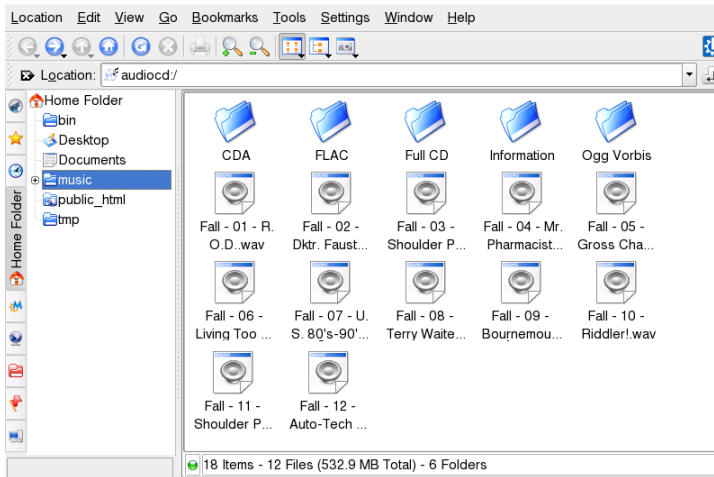 Location Edit View Go Bookmarks Tools Settings Window Help
Location: audiocd:/
Home Folder
bin
Desktop
Documents
music
public_html
tmp
Home Folder
CDA FLAC Full CD Information Ogg Vorbis
Fall - 01 - R. Fall - 02 - Fall - 03 - Fall - 04 - Mr. Fall - 05 -
O.D..wav Dktr. Faust... Shoulder P... Pharmacist... Gross Cha...
Fall - 06 - Fall - 07 - U. Fall - 08 - Fall - 09 - Fall - 10 -
Living Too ... S. 80's-90'... Terry Waite... Bournemou... Riddler!.wav
Fall - 11 - Fall - 12 -
Shoulder P... Auto-Tech ...
18 Items - 12 Files (532.9 MB Total) - 6 Folders